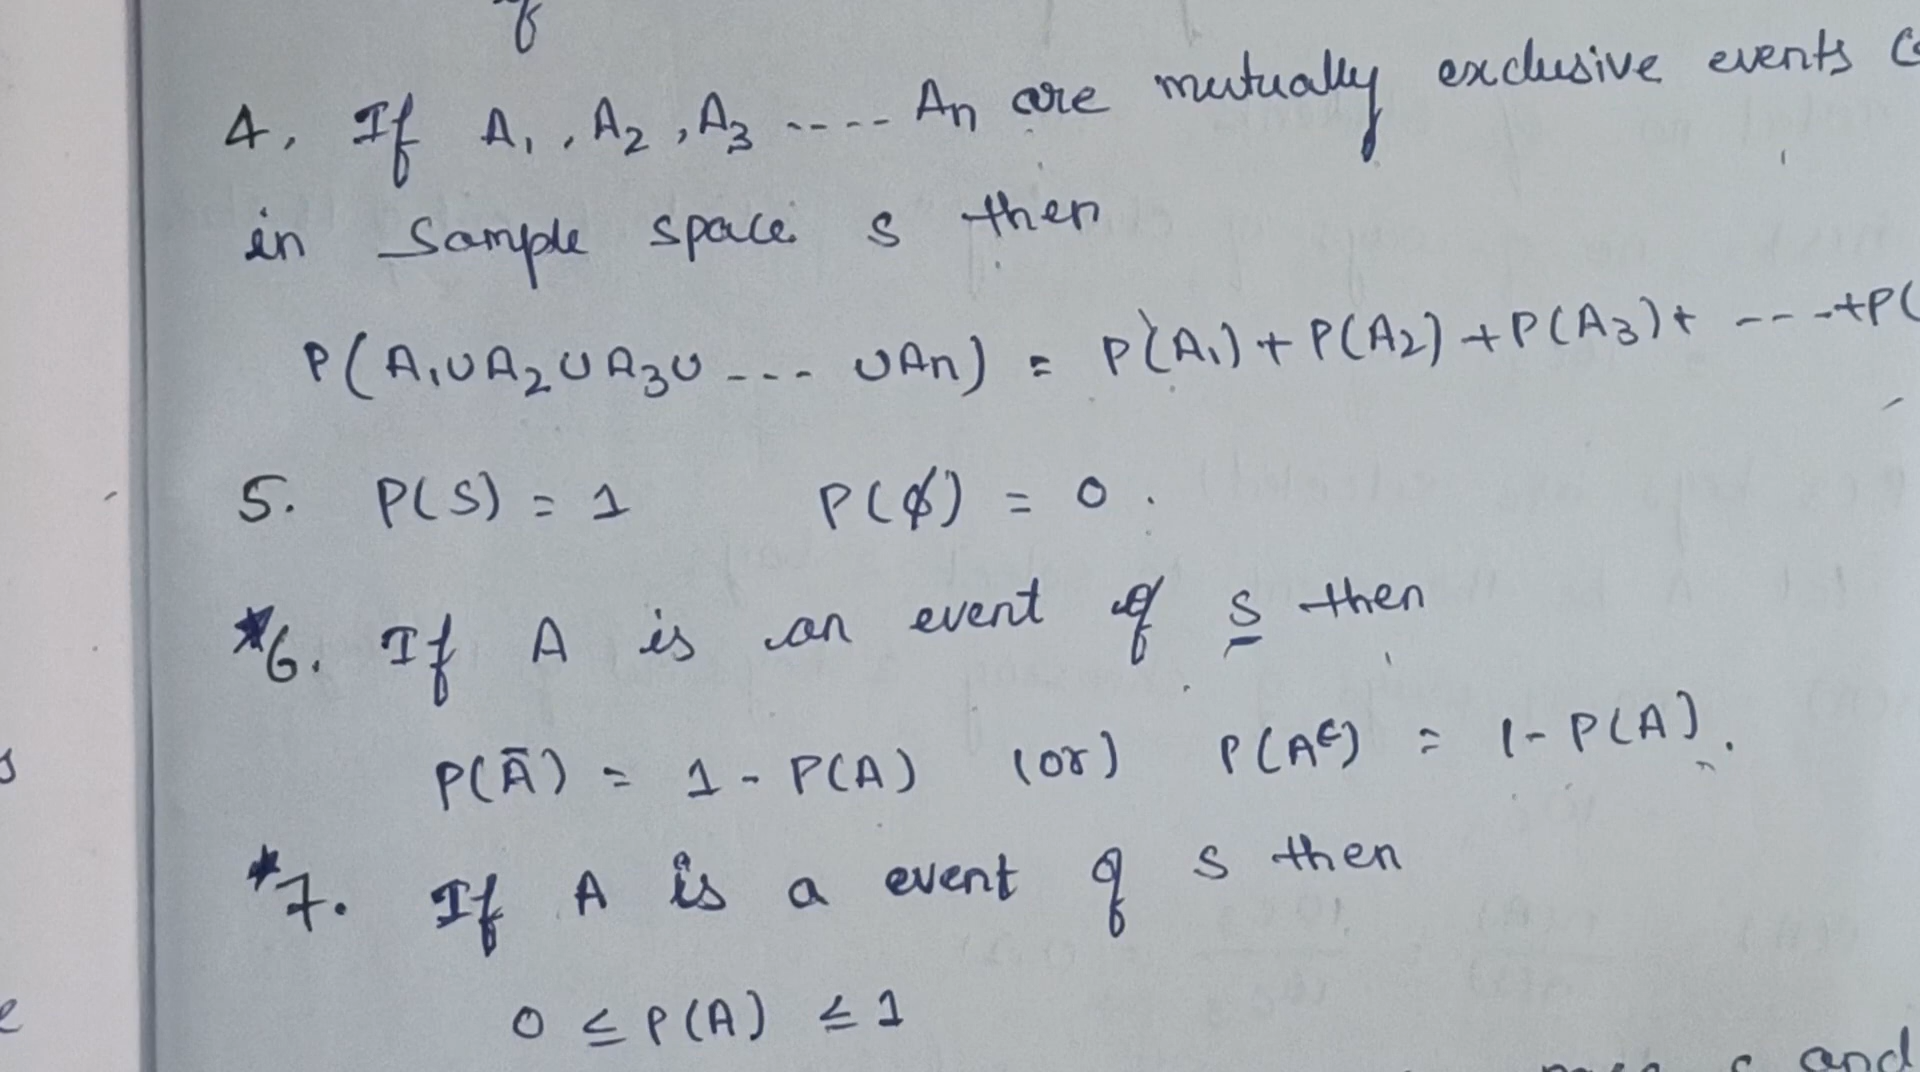 4. If A₁, A₂, A₃ ---- An are mutually exclusive events
in sample space s then
P(A₁∪A₂∪A₃∪--- ∪An) = P(A₁)+P(A₂)+P(A₃)+ ---+P(
5. P(S) = 1 P(ϕ) = 0.
*6. If A is an event of s then
P(Ā) = 1 - P(A) (or) P(Aᶜ) = 1-P(A).
*7. If A is a event of s then
0 ≤ P(A) ≤ 1
s and